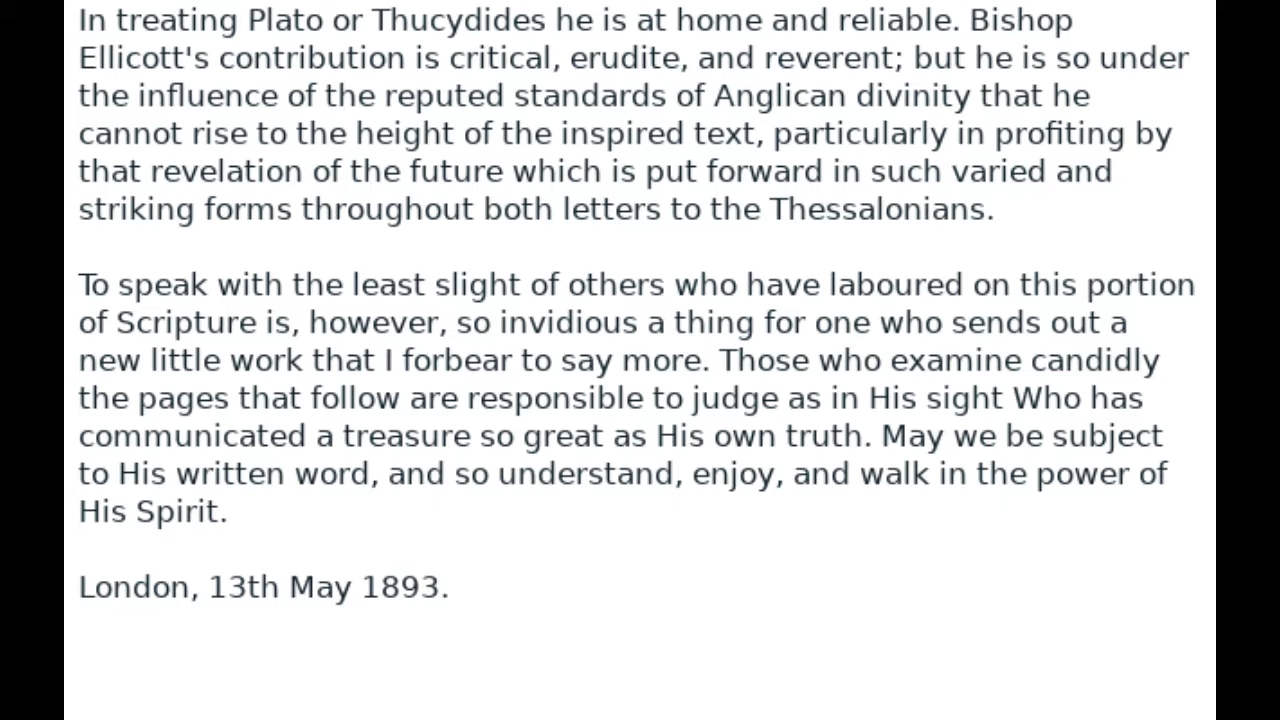 In treating Plato or Thucydides he is at home and reliable. Bishop
Ellicott's contribution is critical, erudite, and reverent; but he is so under
the influence of the reputed standards of Anglican divinity that he
cannot rise to the height of the inspired text, particularly in profiting by
that revelation of the future which is put forward in such varied and
striking forms throughout both letters to the Thessalonians.
To speak with the least slight of others who have laboured on this portion
of Scripture is, however, so invidious a thing for one who sends out a
new little work that I forbear to say more. Those who examine candidly
the pages that follow are responsible to judge as in His sight Who has
communicated a treasure so great as His own truth. May we be subject
to His written word, and so understand, enjoy, and walk in the power of
His Spirit.
London, 13th May 1893.